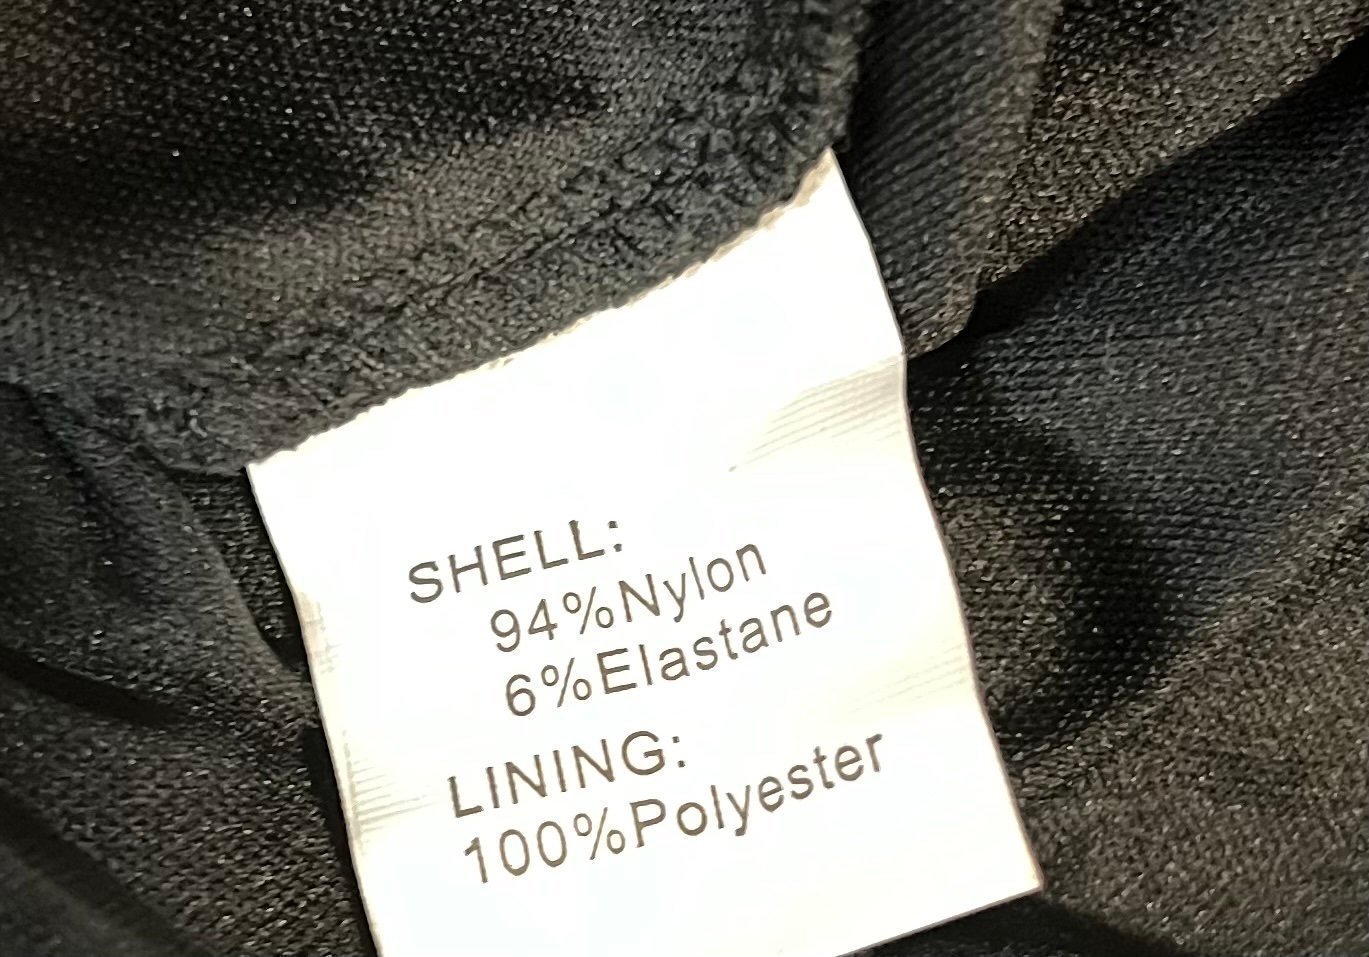 SHELL:
94%Nylon
6%Elastane
LINING:
100%Polyester